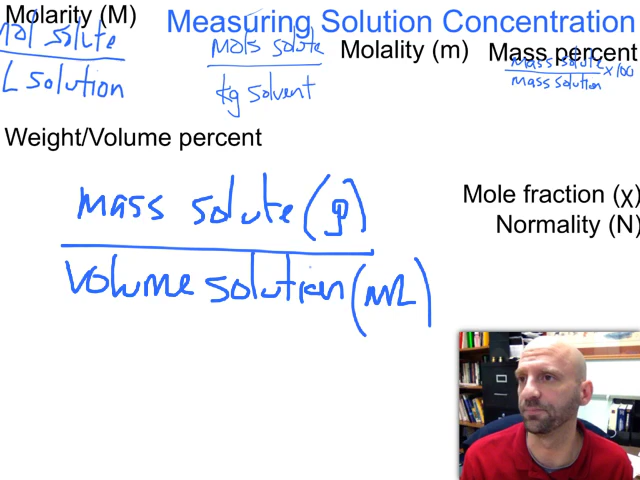 Molarity (M)
Measuring Solution Concentration
mol solute
L solution
Mols solute
kg solvent
Molality (m)
Mass percent
mass solute
mass solution
x 100
Weight/Volume percent
mass solute (g)
volume solution (mL)
Mole fraction (χ)
Normality (N)